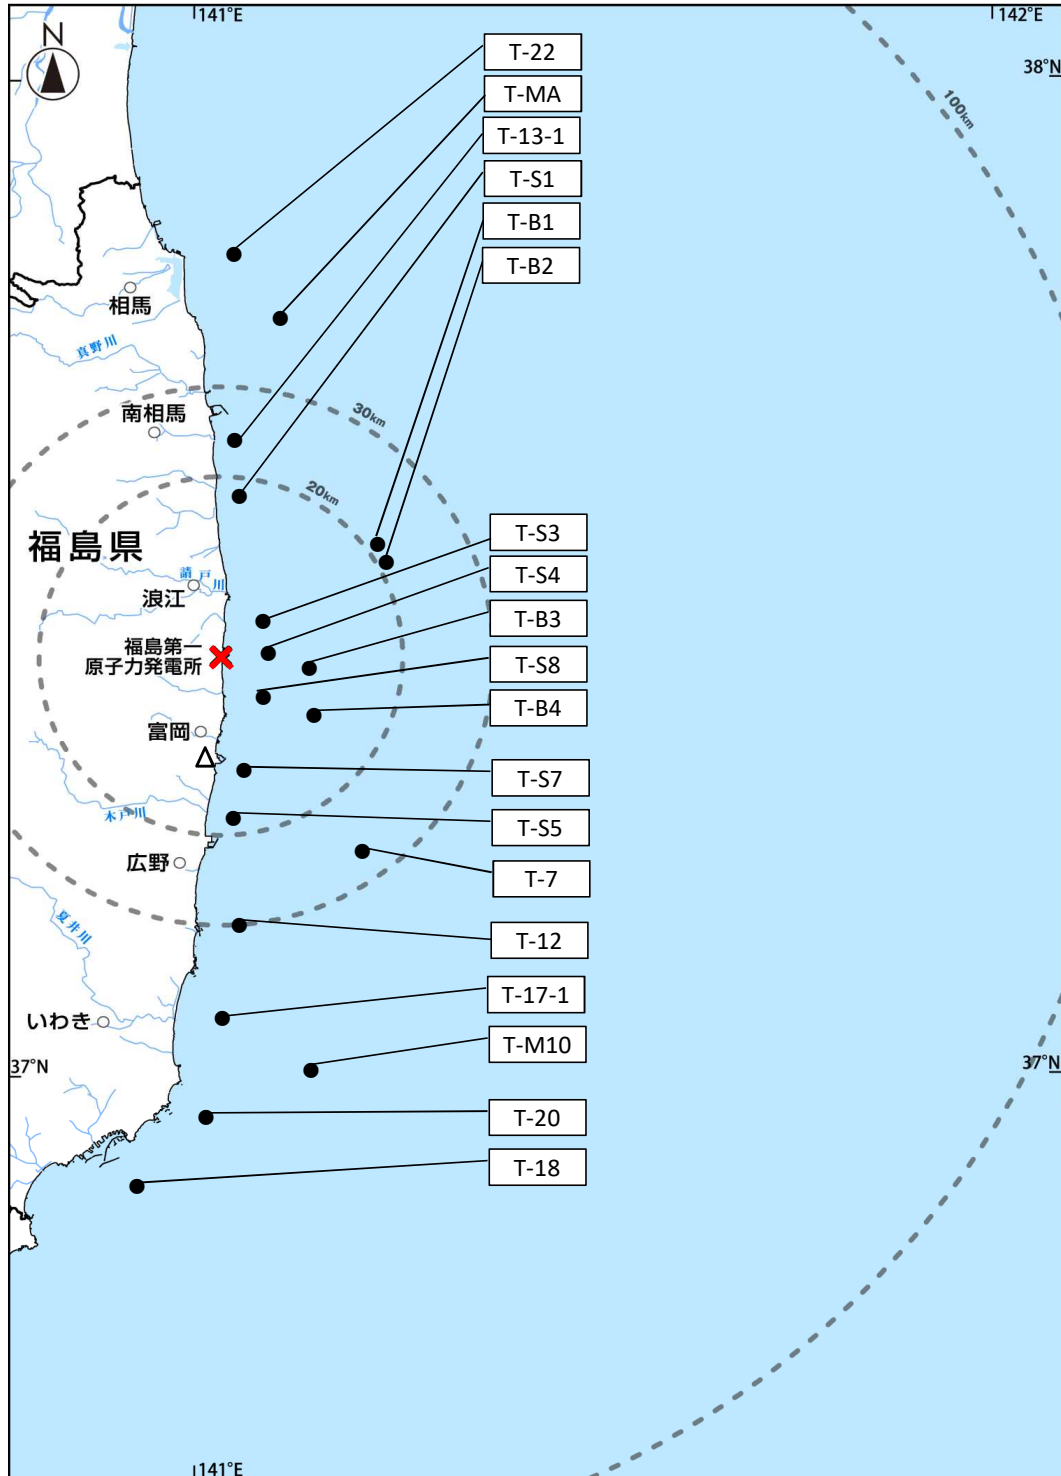 141°E
142°E
N
38°N
100km
T-22
T-MA
T-13-1
T-S1
T-B1
T-B2
相馬
真野川
南相馬
30km
20km
福島県
請戸川
浪江
T-S3
T-S4
T-B3
福島第一
原子力発電所
T-S8
T-B4
富岡
T-S7
木戸川
T-S5
広野
T-7
夏井川
T-12
T-17-1
いわき
T-M10
37°N
37°N
T-20
T-18
141°E